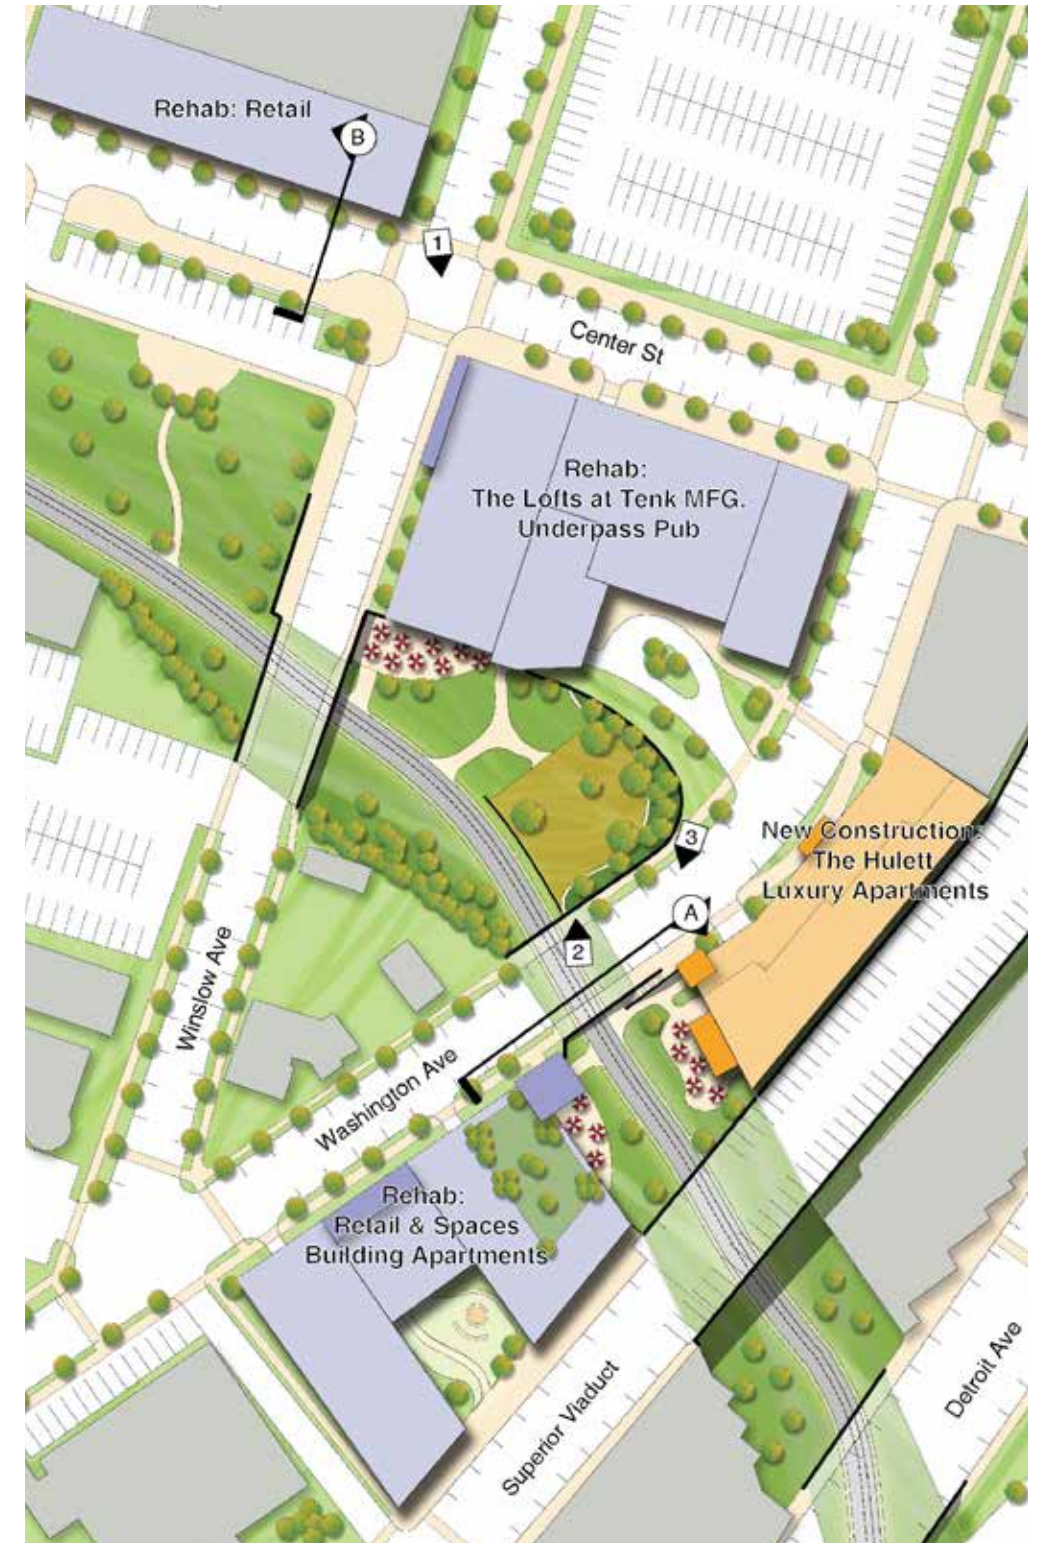 Rehab: Retail
B
1
Center St
Rehab:
The Lofts at Tenk MFG.
Underpass Pub
3
New Construction:
The Hulett
Luxury Apartments
A
2
Winslow Ave
Washington Ave
Rehab:
Retail & Spaces
Building Apartments
Superior Viaduct
Detroit Ave